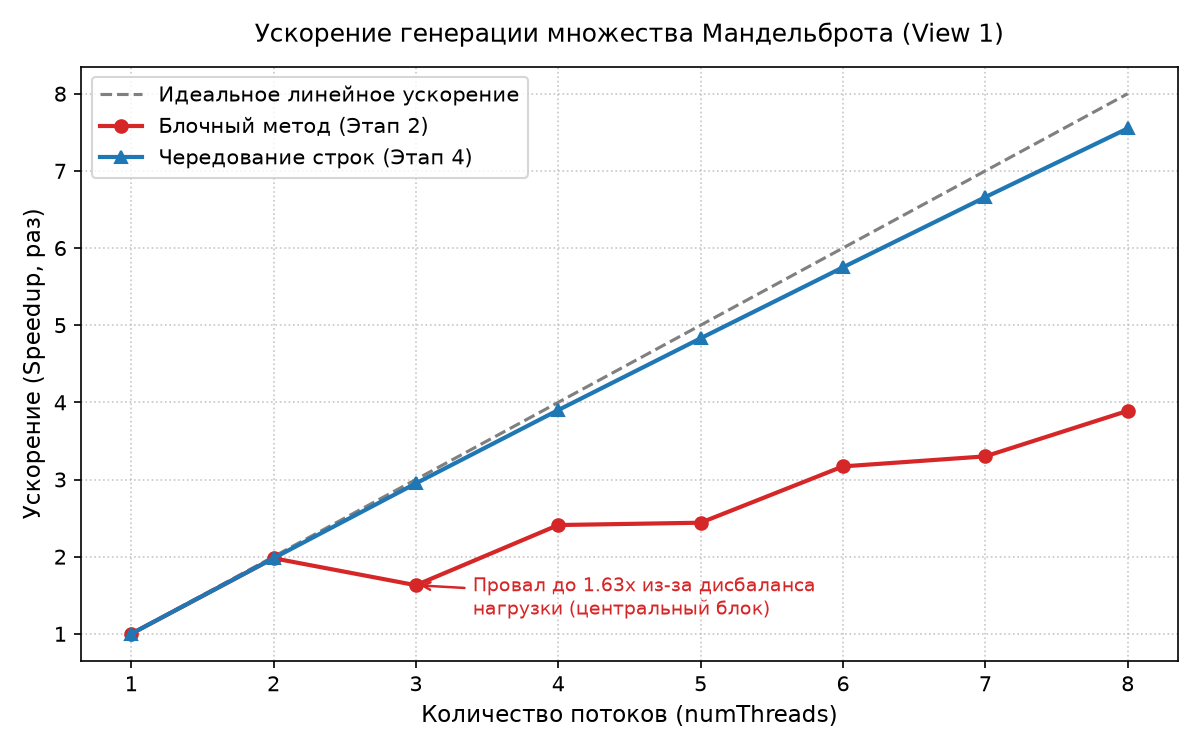 Ускорение генерации множества Мандельброта (View 1)
Идеальное линейное ускорение
Блочный метод (Этап 2)
Чередование строк (Этап 4)
Ускорение (Speedup, раз)
8
7
6
5
4
3
2
1
Провал до 1.63x из-за дисбаланса
нагрузки (центральный блок)
1 2 3 4 5 6 7 8
Количество потоков (numThreads)